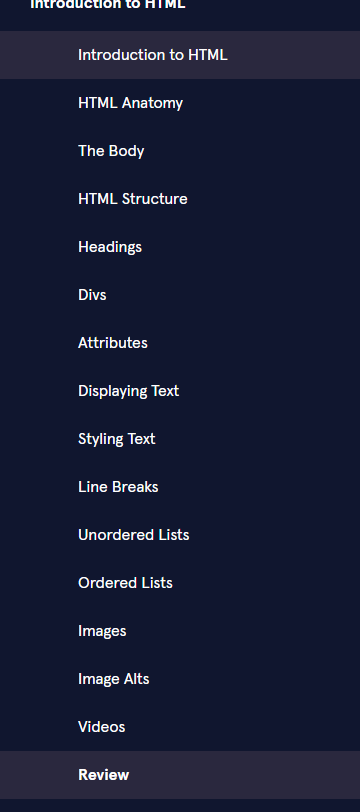 Introduction to HTML
Introduction to HTML
HTML Anatomy
The Body
HTML Structure
Headings
Divs
Attributes
Displaying Text
Styling Text
Line Breaks
Unordered Lists
Ordered Lists
Images
Image Alts
Videos
Review